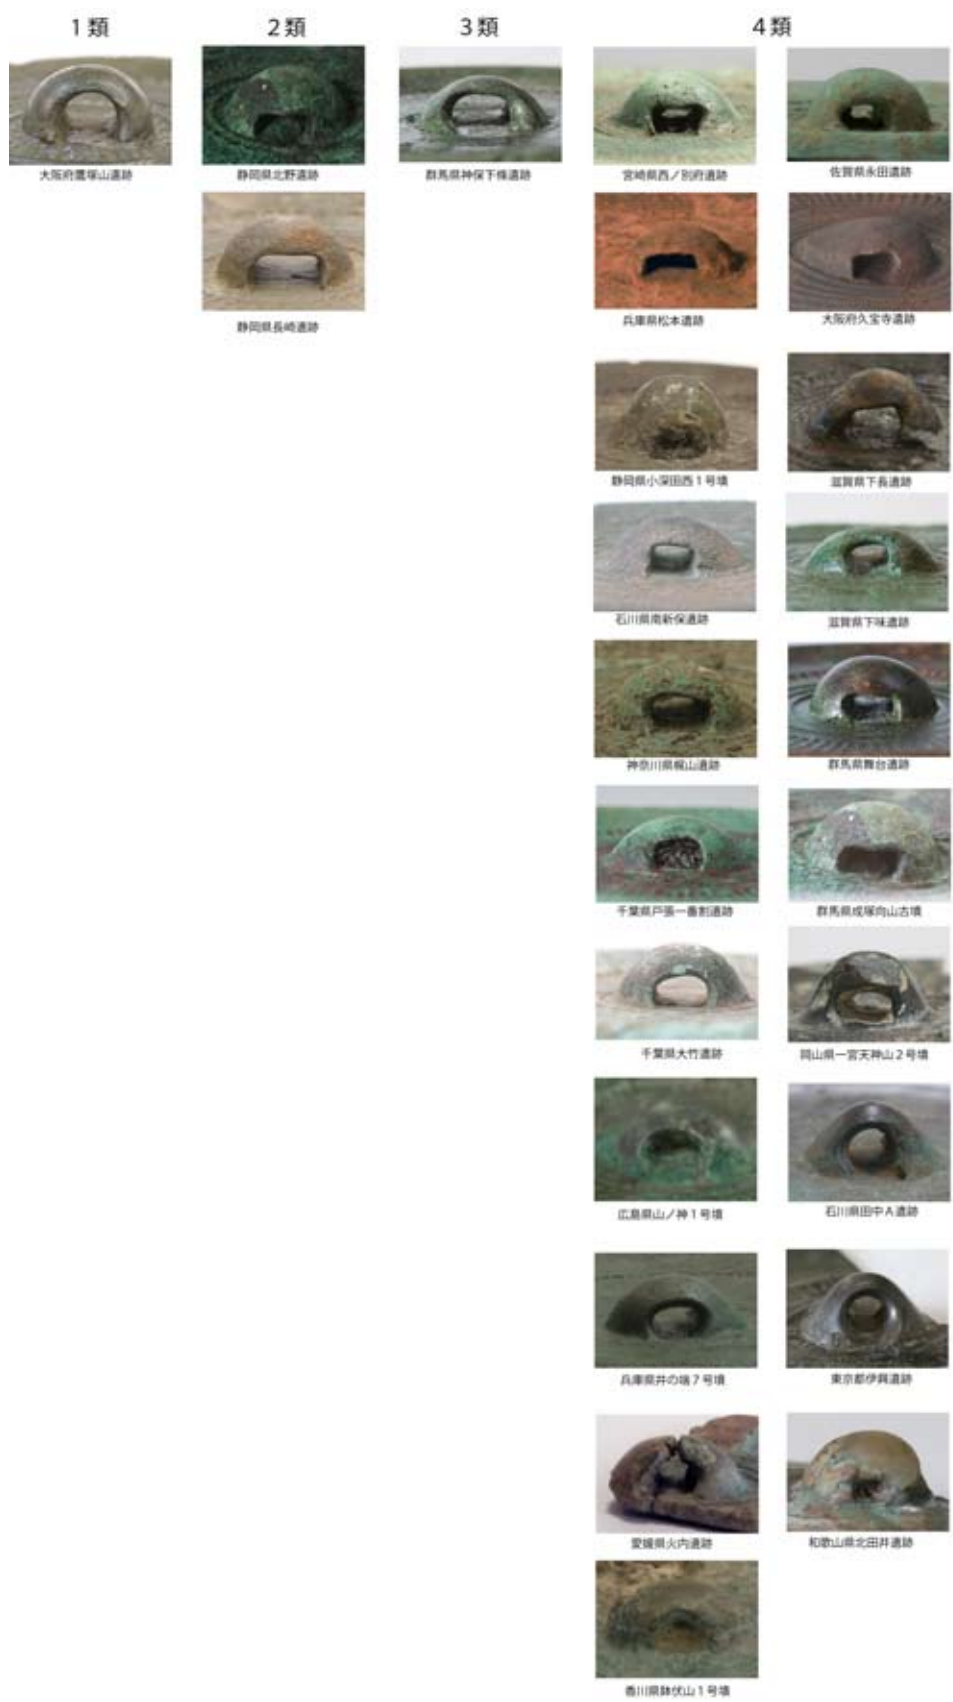 1類
2類
3類
4類
大阪府鷹塚山遺跡
静岡県北野遺跡
群馬県神保下條遺跡
宮崎県西ノ別府遺跡
佐賀県永田遺跡
静岡県長崎遺跡
兵庫県松本遺跡
大阪府久宝寺遺跡
静岡県小深田西1号墳
滋賀県下長遺跡
石川県南新保遺跡
滋賀県下味遺跡
神奈川県梶山遺跡
群馬県舞台遺跡
千葉県戸張一番割遺跡
群馬県成塚向山古墳
千葉県大竹遺跡
岡山県一宮天神山2号墳
広島県山ノ神1号墳
石川県田中A遺跡
兵庫県井の端7号墳
東京都伊興遺跡
愛媛県火内遺跡
和歌山県北田井遺跡
香川県鉢伏山1号墳